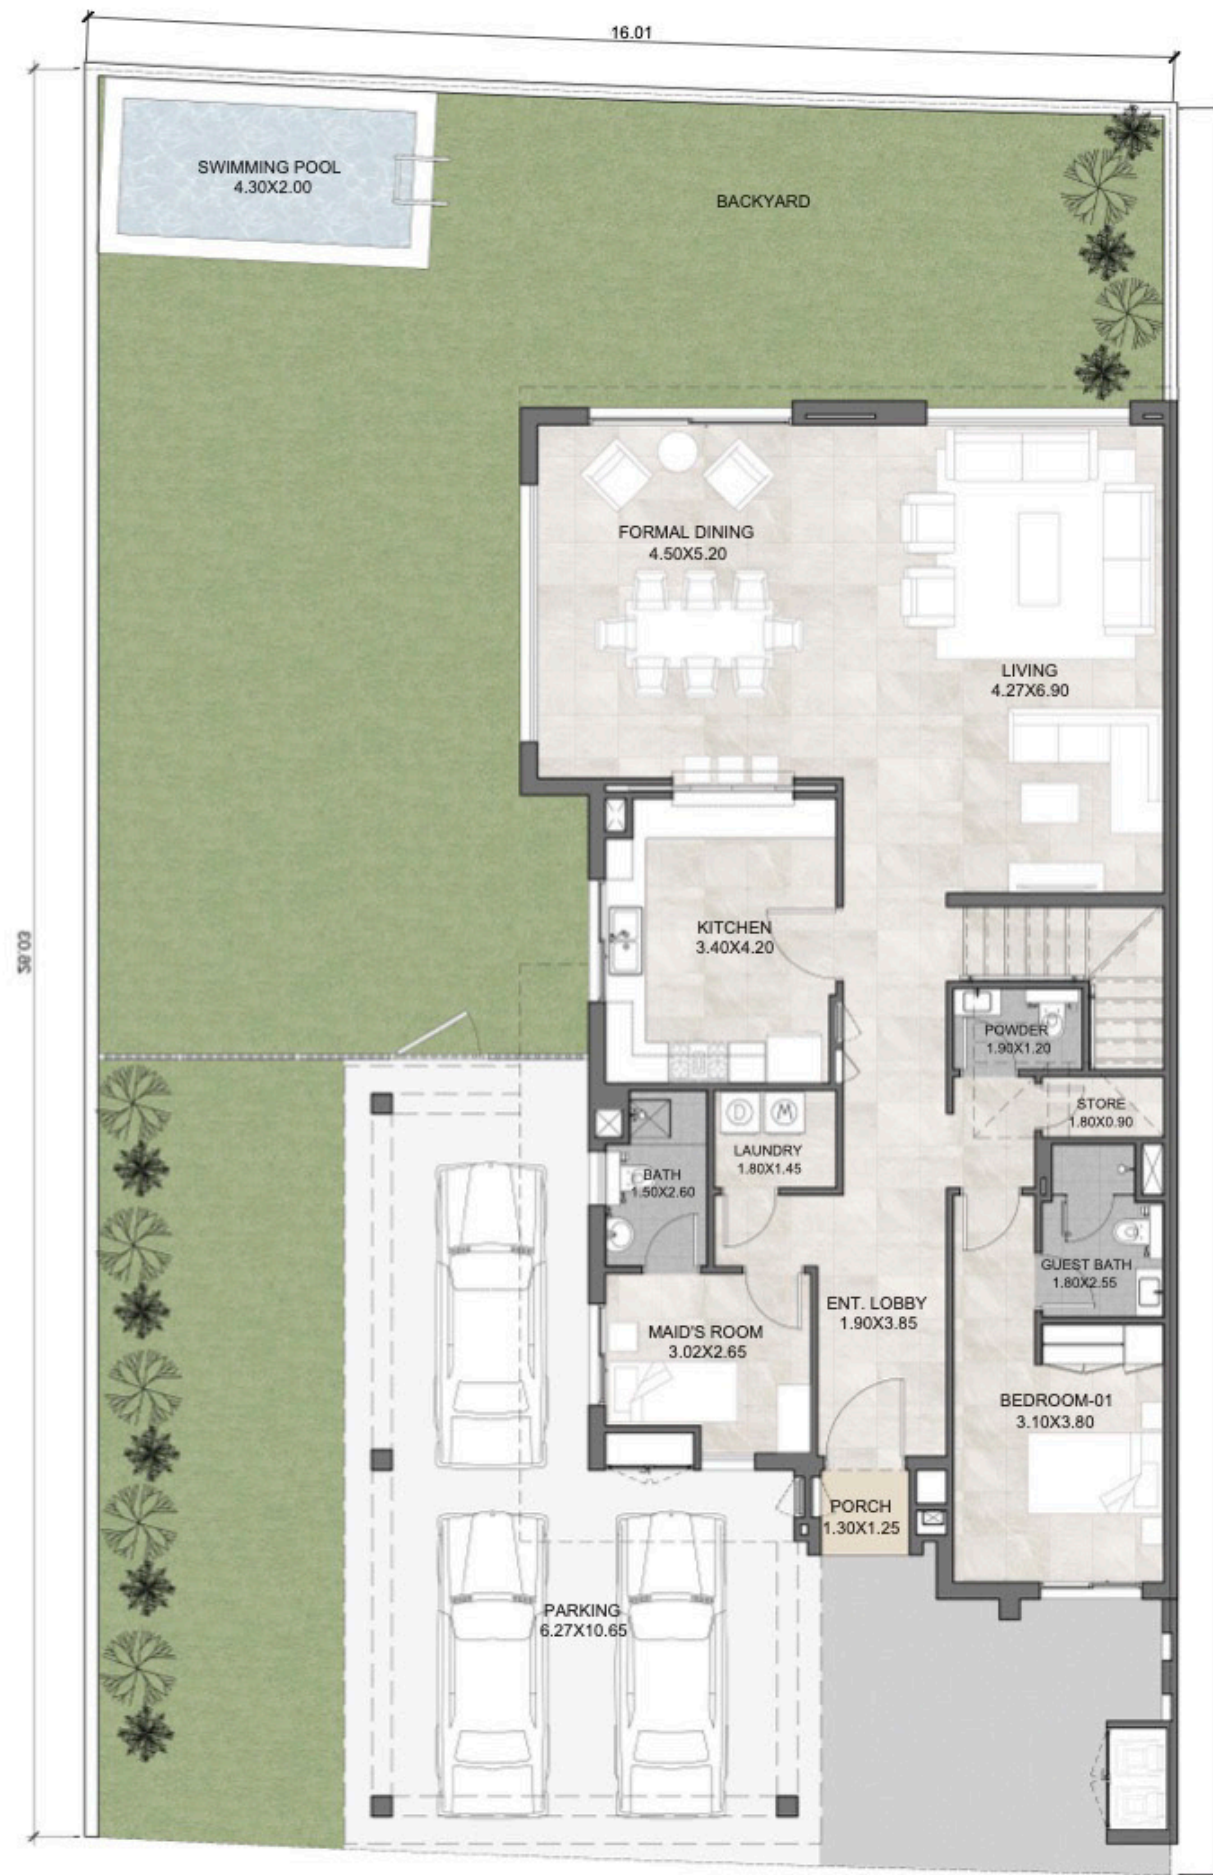 16.01
SWIMMING POOL
4.30X2.00
BACKYARD
FORMAL DINING
4.50X5.20
LIVING
4.27X6.90
KITCHEN
3.40X4.20
POWDER
1.90X1.20
STORE
1.80X0.90
LAUNDRY
1.80X1.45
D
M
BATH
1.50X2.60
GUEST BATH
1.80X2.55
ENT. LOBBY
1.90X3.85
MAID'S ROOM
3.02X2.65
BEDROOM-01
3.10X3.80
PORCH
1.30X1.25
PARKING
6.27X10.65